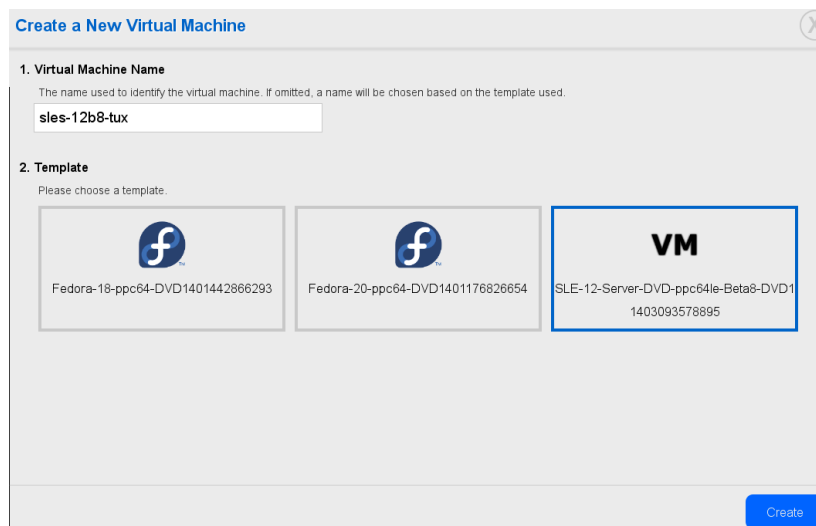 Create a New Virtual Machine
X
1. Virtual Machine Name
The name used to identify the virtual machine. If omitted, a name will be chosen based on the template used.
sles-12b8-tux
2. Template
Please choose a template.
Fedora-18-ppc64-DVD1401442866293
Fedora-20-ppc64-DVD1401176826654
VM
SLE-12-Server-DVD-ppc64le-Beta8-DVD1
1403093578895
Create